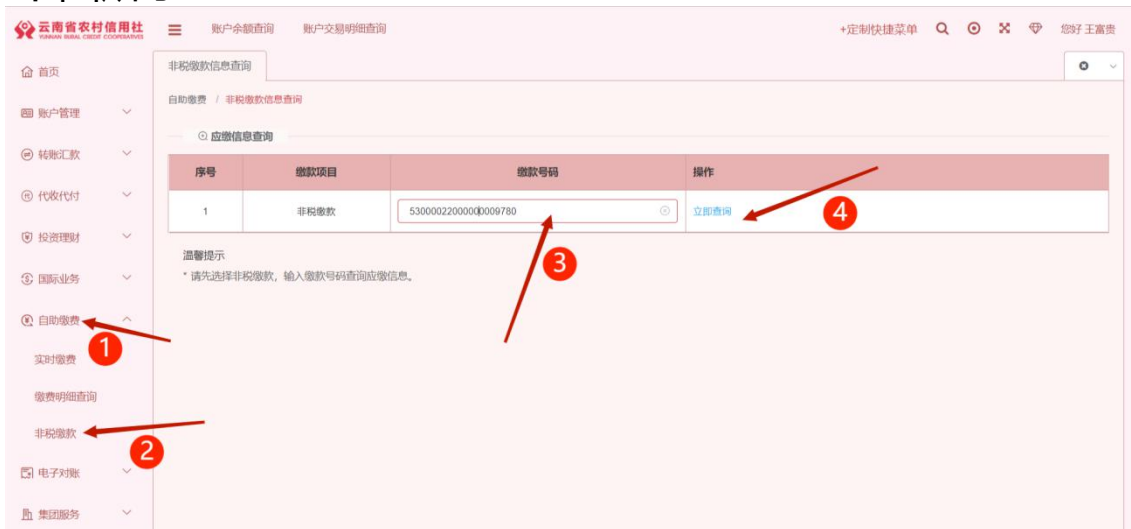 云南省农村信用社
YUNNAN RURAL CREDIT COOPERATIVES
账户余额查询 账户交易明细查询 +定制快捷菜单 您好 王富贵
首页
账户管理
转账汇款
代收代付
投资理财
国际业务
自助缴费
实时缴费
缴费明细查询
非税缴款
电子对账
集团服务
非税缴款信息查询
自助缴费 / 非税缴款信息查询
应缴信息查询
序号 缴款项目 缴款号码 操作
1 非税缴款 53000022000000009780 立即查询
温馨提示
* 请先选择非税缴款，输入缴款号码查询应缴信息。
1
2
3
4